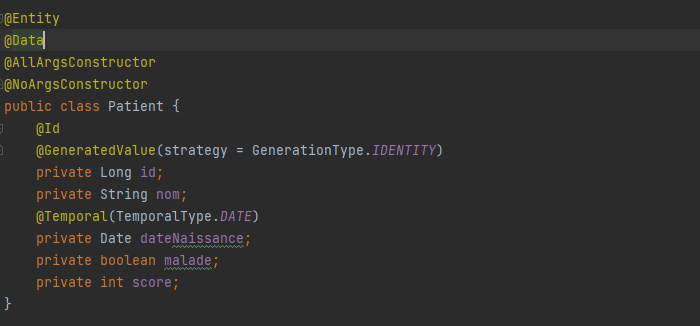 @Entity
@Data
@AllArgsConstructor
@NoArgsConstructor
public class Patient {
    @Id
    @GeneratedValue(strategy = GenerationType.IDENTITY)
    private Long id;
    private String nom;
    @Temporal(TemporalType.DATE)
    private Date dateNaissance;
    private boolean malade;
    private int score;
}